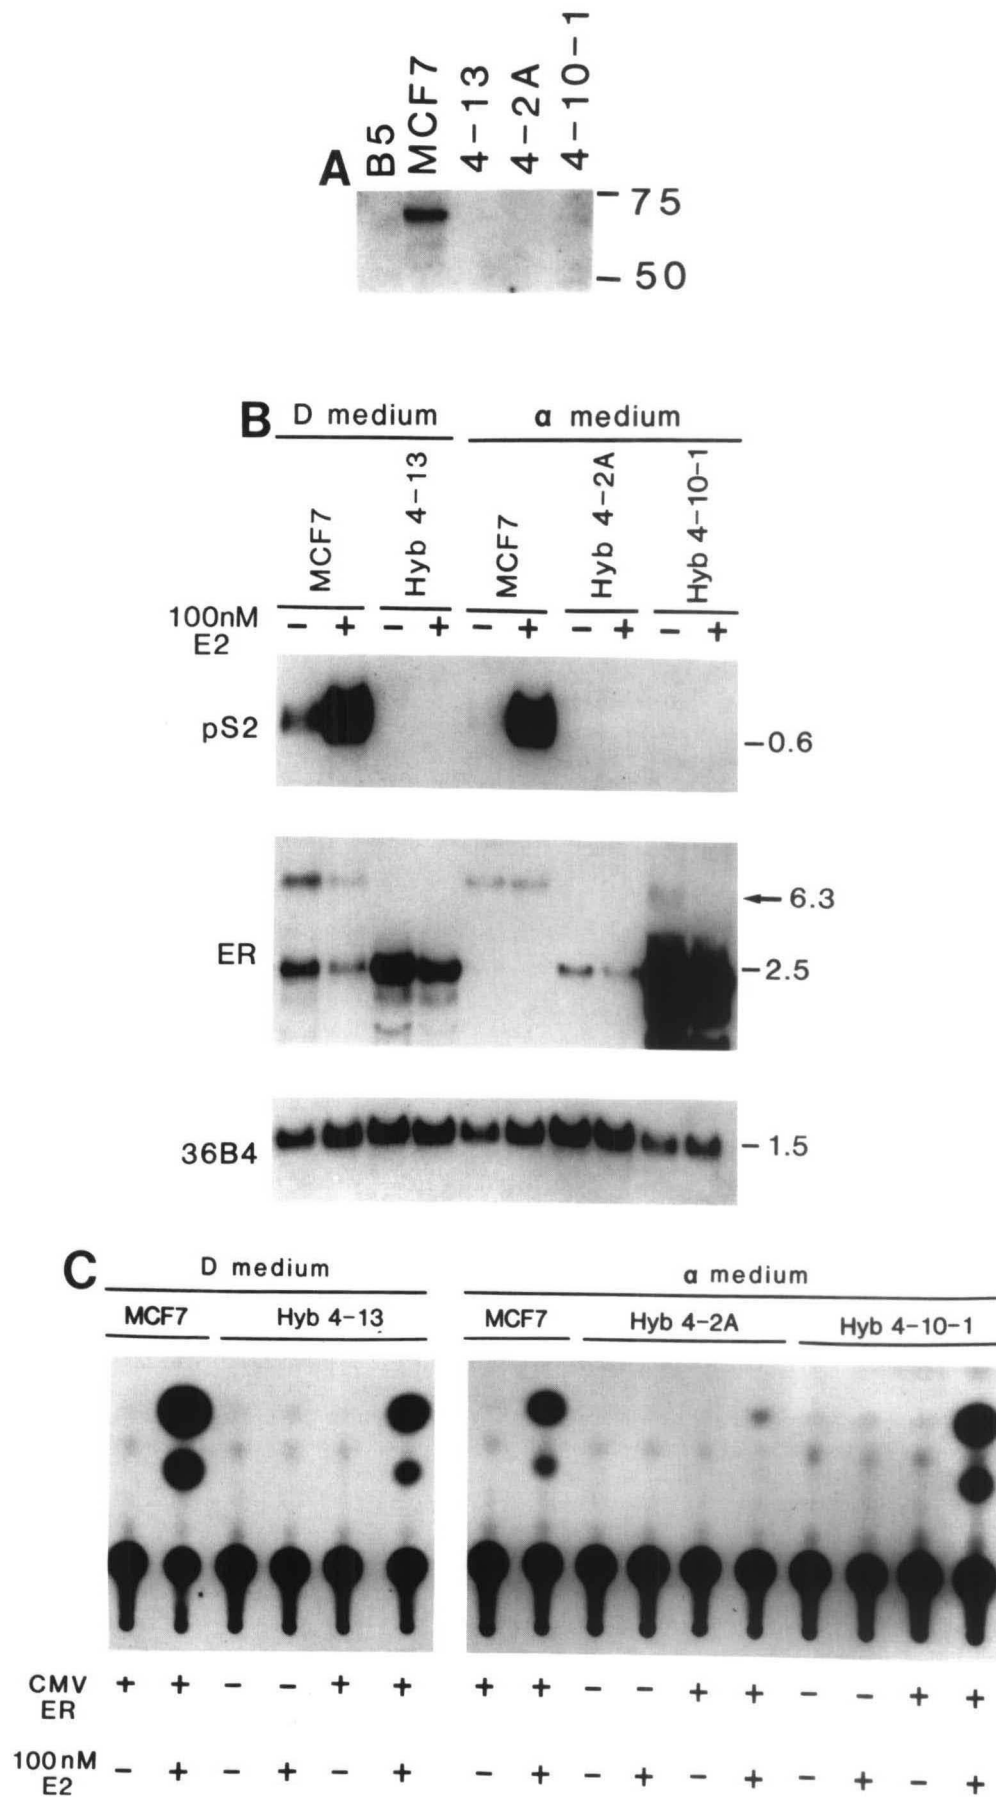 A B5 MCF7 4-13 4-2A 4-10-1
- 75
- 50
B D medium α medium
MCF7 Hyb 4-13 MCF7 Hyb 4-2A Hyb 4-10-1
100nM
E2 - + - + - + - + - +
pS2 -0.6
6.3
ER -2.5
36B4 - 1.5
C D medium α medium
MCF7 Hyb 4-13 MCF7 Hyb 4-2A Hyb 4-10-1
CMV
ER + + - - + + + + - - + + - - + +
100nM
E2 - + - + - + - + - + - + - + - +